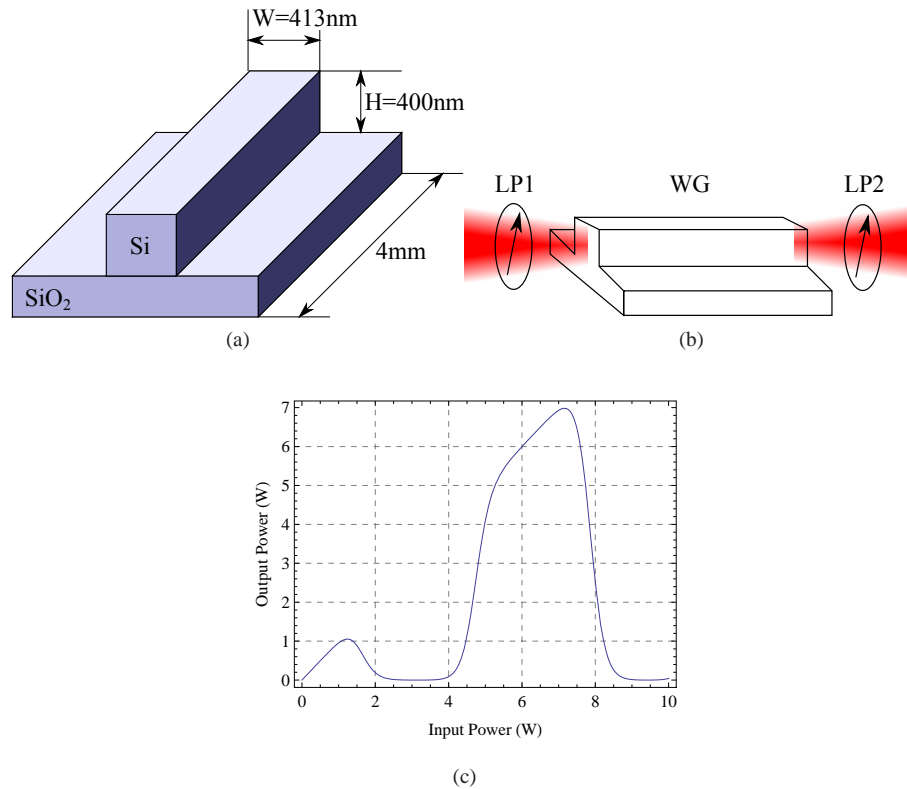 W=413nm
H=400nm
Si
4mm
SiO₂
(a)
LP1 WG LP2
(b)
7
6
5
4
3
2
1
0
Output Power (W)
0 2 4 6 8 10
Input Power (W)
(c)